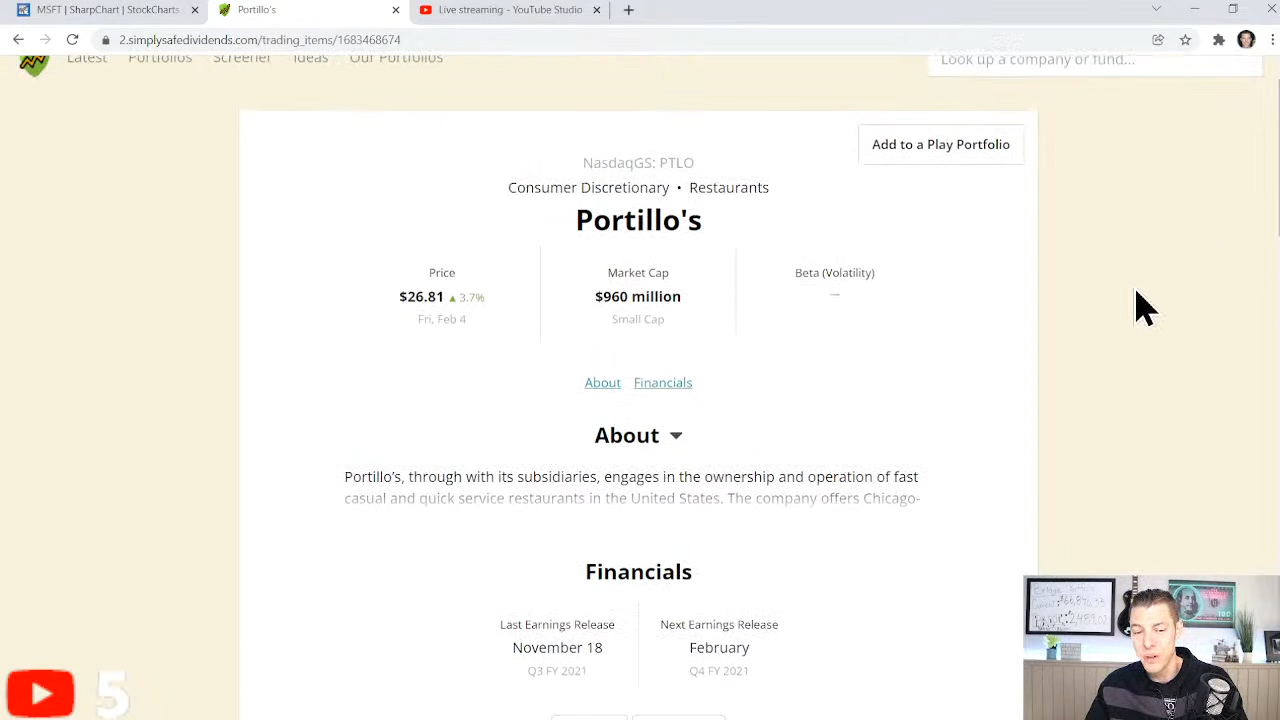 MSFT | SharpChart | StockCharts
Portillo's
Live streaming - YouTube Studio
2.simplysafedividends.com/trading_items/1683468674
Latest Portfolios Screener Ideas Our Portfolios
Look up a company or fund...
Add to a Play Portfolio
NasdaqGS: PTLO
Consumer Discretionary • Restaurants
Portillo's
Price Market Cap Beta (Volatility)
$26.81 ▲ 3.7% $960 million —
Fri, Feb 4 Small Cap
About Financials
About
Portillo's, through with its subsidiaries, engages in the ownership and operation of fast
casual and quick service restaurants in the United States. The company offers Chicago-
Financials
Last Earnings Release Next Earnings Release
November 18 February
Q3 FY 2021 Q4 FY 2021
5